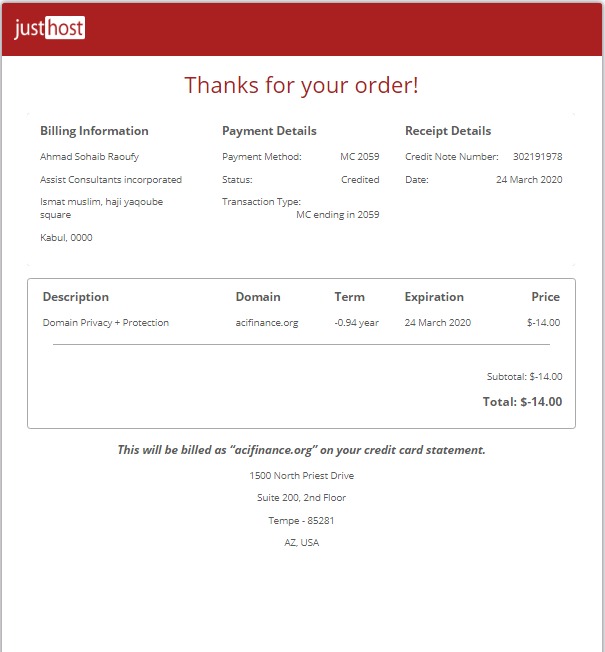 justhost
Thanks for your order!
Billing Information
Ahmad Sohaib Raoufy
Assist Consultants incorporated
Ismat muslim, haji yaqoube
square
Kabul, 0000
Payment Details
Payment Method: MC 2059
Status: Credited
Transaction Type:
MC ending in 2059
Receipt Details
Credit Note Number: 302191978
Date: 24 March 2020
Description Domain Term Expiration Price
Domain Privacy + Protection acifinance.org -0.94 year 24 March 2020 $-14.00
Subtotal: $-14.00
Total: $-14.00
This will be billed as “acifinance.org” on your credit card statement.
1500 North Priest Drive
Suite 200, 2nd Floor
Tempe - 85281
AZ, USA